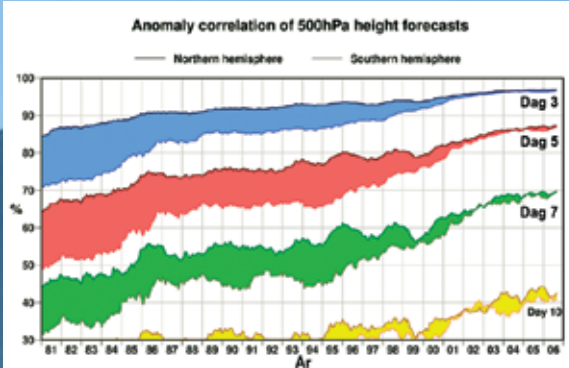 Anomaly correlation of 500hPa height forecasts
Northern hemisphere Southern hemisphere
100
90
80
70
60
50
40
30
%
Dag 3
Dag 5
Dag 7
Day 10
81 82 83 84 85 86 87 88 89 90 91 92 93 94 95 96 97 98 99 00 01 02 03 04 05 06
Ar